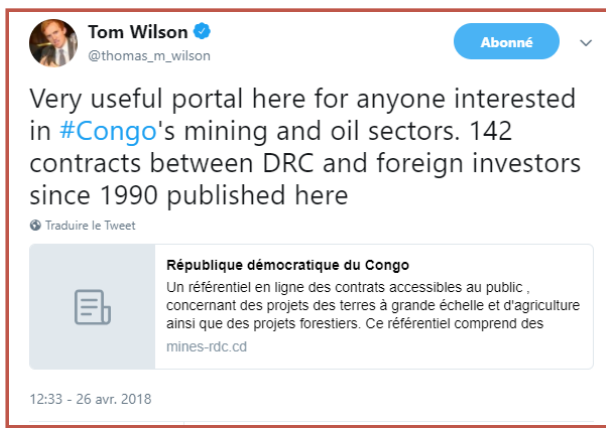 Tom Wilson
@thomas_m_wilson
Abonné
Very useful portal here for anyone interested
in #Congo's mining and oil sectors. 142
contracts between DRC and foreign investors
since 1990 published here
Traduire le Tweet
République démocratique du Congo
Un référentiel en ligne des contrats accessibles au public ,
concernant des projets des terres à grande échelle et d'agriculture
ainsi que des projets forestiers. Ce référentiel comprend des
mines-rdc.cd
12:33 - 26 avr. 2018